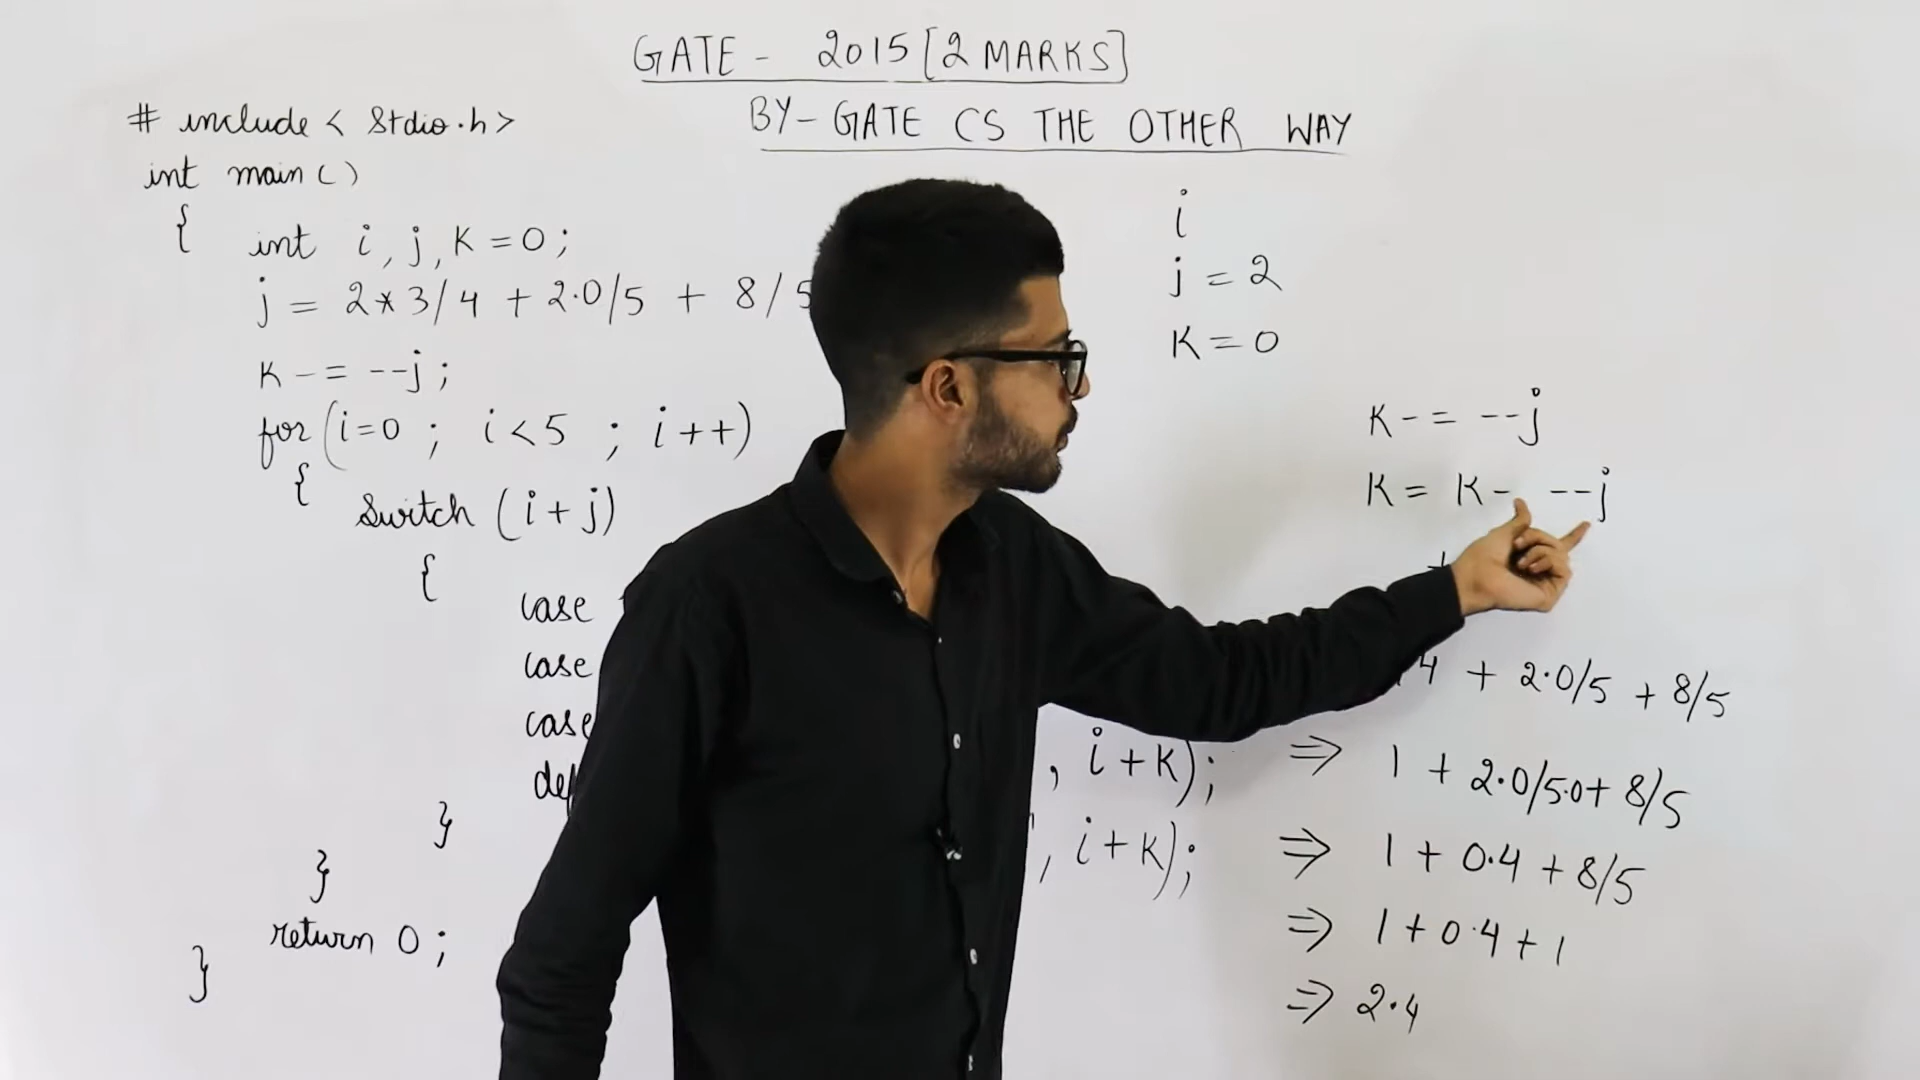 GATE - 2015 [2 MARKS]
BY - GATE CS THE OTHER WAY
# include < Stdio.h >
int main ( )
{
int i, j, K = 0 ;
j = 2 * 3 / 4 + 2.0 / 5 + 8 / 5
K - = - - j ;
for ( i = 0 ; i < 5 ; i + + )
{
Switch ( i + j )
{
case
case
case
, i + K ) ;
, i + K ) ;
}
}
return 0 ;
}
i
j = 2
K = 0
K - = - - j
K = K - - - j
4 + 2.0/5 + 8/5
⇒ 1 + 2.0/5.0 + 8/5
⇒ 1 + 0.4 + 8/5
⇒ 1 + 0.4 + 1
⇒ 2.4